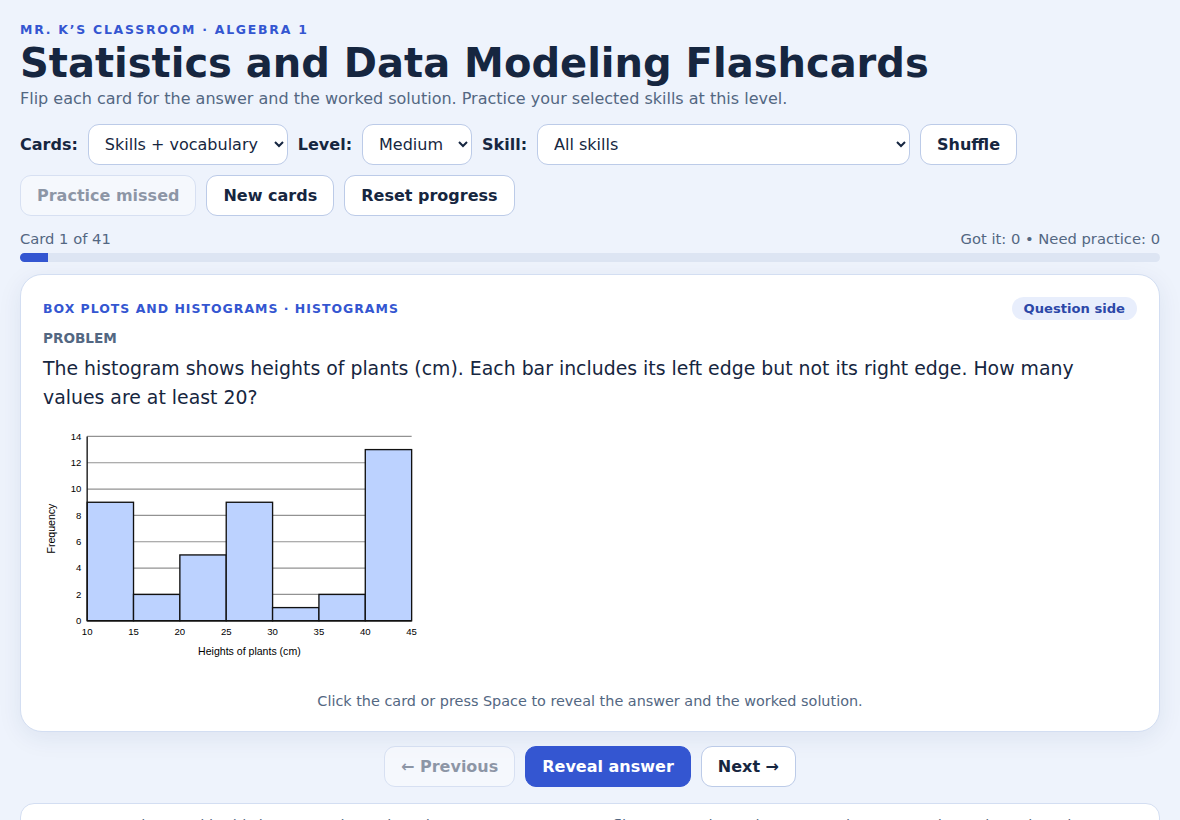 MR. K’S CLASSROOM · ALGEBRA 1
Statistics and Data Modeling Flashcards
Flip each card for the answer and the worked solution. Practice your selected skills at this level.
Cards: Skills + vocabulary Level: Medium Skill: All skills Shuffle
Practice missed New cards Reset progress
Card 1 of 41 Got it: 0 • Need practice: 0
BOX PLOTS AND HISTOGRAMS · HISTOGRAMS Question side
PROBLEM
The histogram shows heights of plants (cm). Each bar includes its left edge but not its right edge. How many
values are at least 20?
14
12
10
8
6
4
2
0
Frequency
10 15 20 25 30 35 40 45
Heights of plants (cm)
Click the card or press Space to reveal the answer and the worked solution.
← Previous Reveal answer Next →